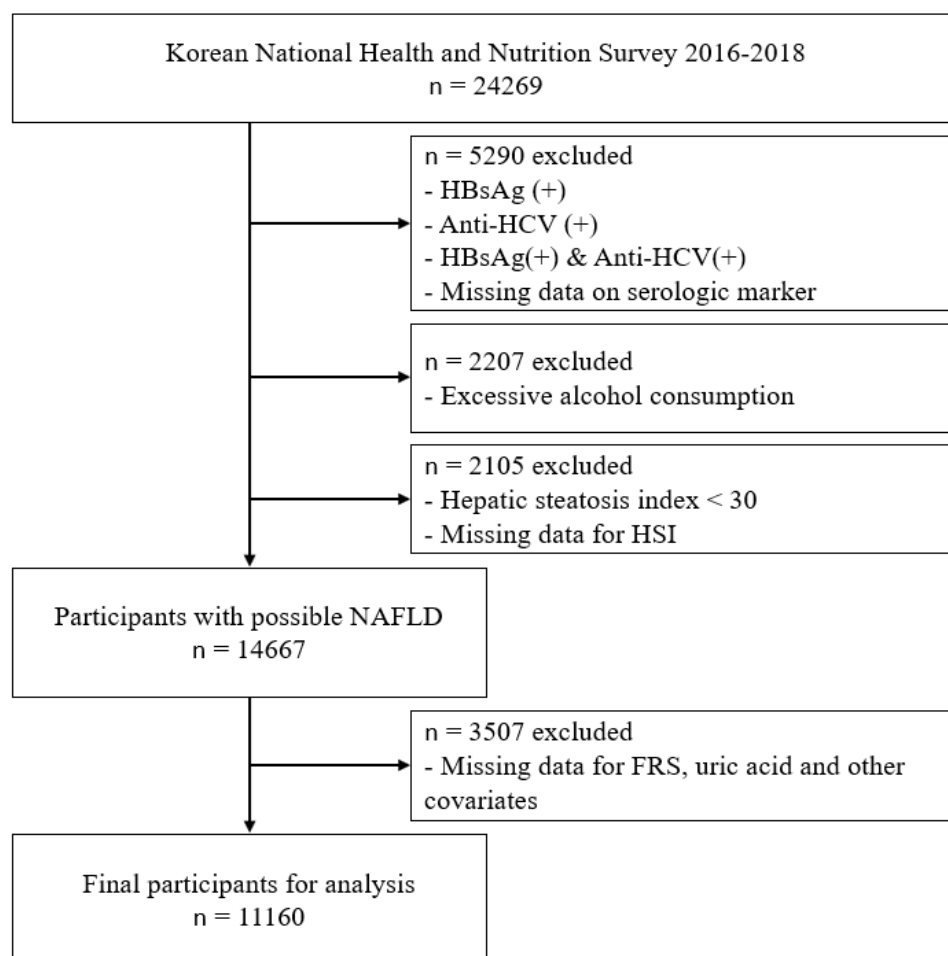 Korean National Health and Nutrition Survey 2016-2018
n = 24269
n = 5290 excluded
- HBsAg (+)
- Anti-HCV (+)
- HBsAg(+) & Anti-HCV(+)
- Missing data on serologic marker
n = 2207 excluded
- Excessive alcohol consumption
n = 2105 excluded
- Hepatic steatosis index < 30
- Missing data for HSI
Participants with possible NAFLD
n = 14667
n = 3507 excluded
- Missing data for FRS, uric acid and other
covariates
Final participants for analysis
n = 11160